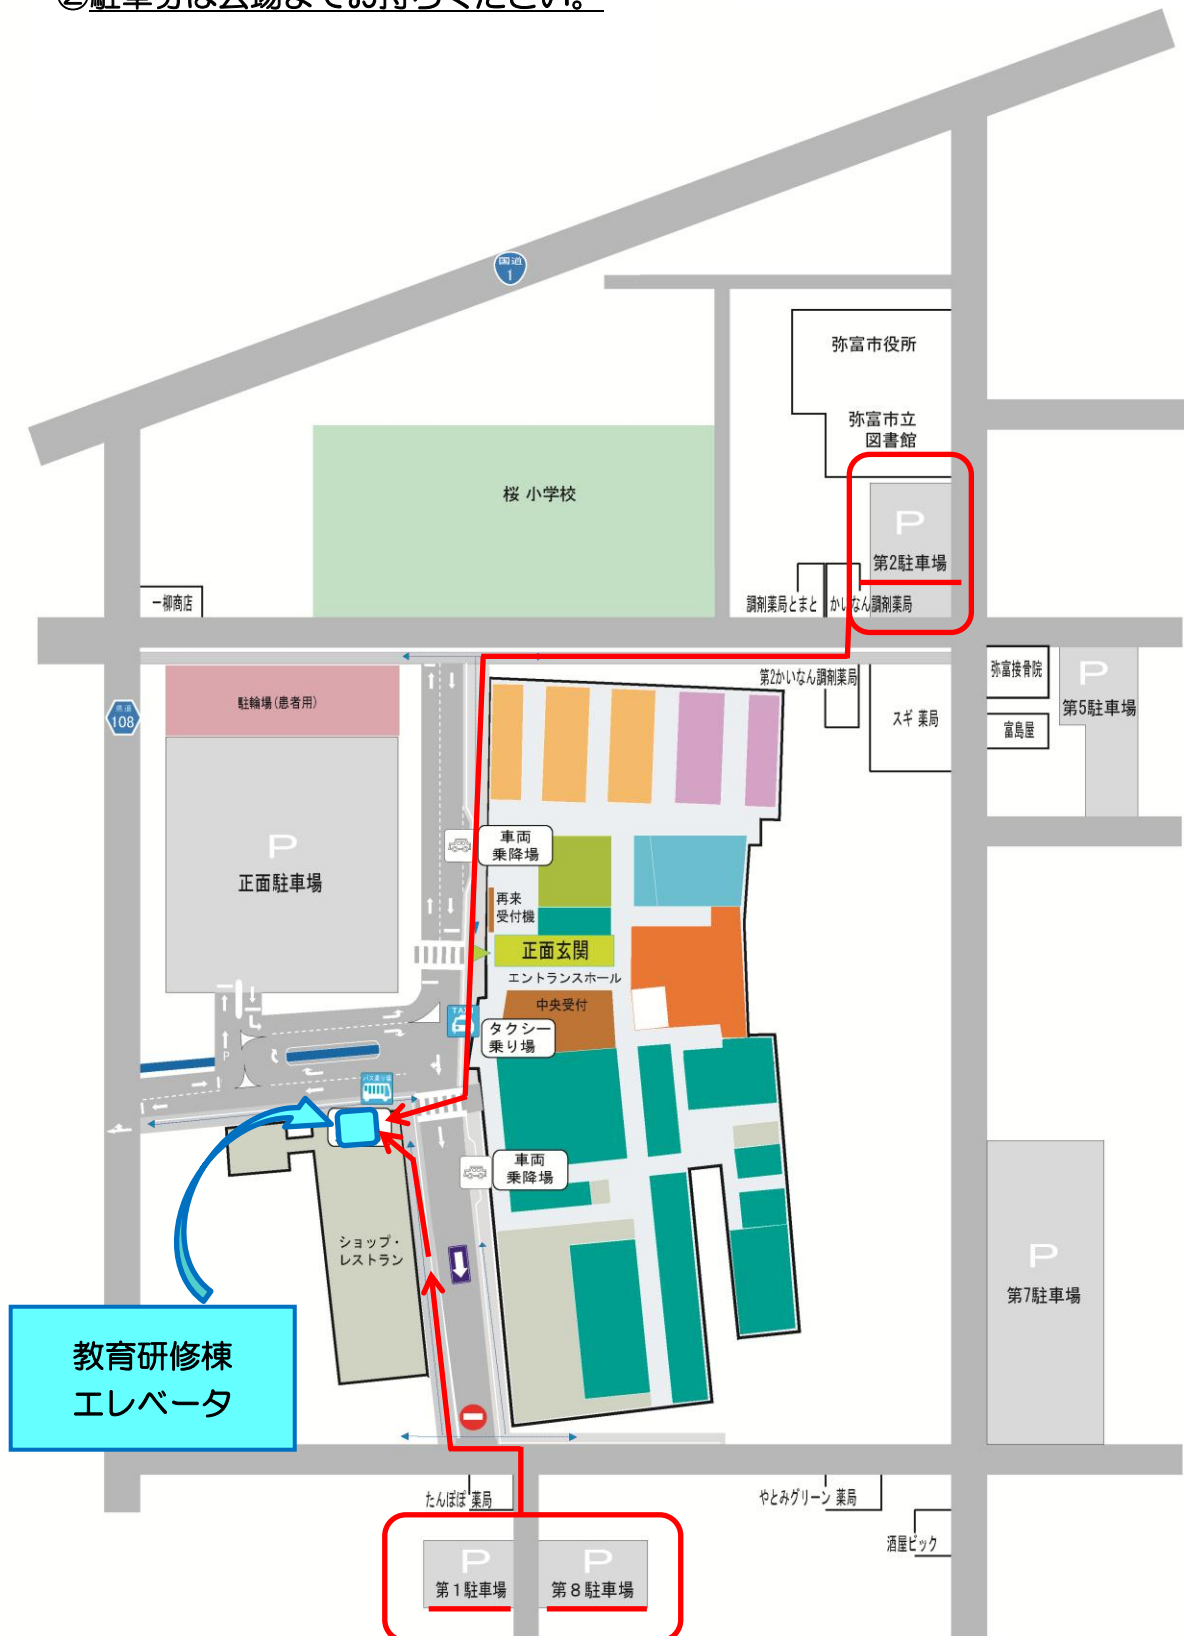 ②駐車券は会場までお持ちください。
国道
1
弥富市役所
弥富市立
図書館
桜 小学校
P
第2駐車場
一柳商店
調剤薬局とまと
かいなん調剤薬局
駐輪場(患者用)
第2かいなん調剤薬局
弥富接骨院
P
第5駐車場
県道
108
スギ 薬局
富島屋
車両
乗降場
P
正面駐車場
再来
受付機
正面玄関
エントランスホール
中央受付
TAXI
タクシー
乗り場
P
バス乗り場
車両
乗降場
ショップ・
レストラン
P
第7駐車場
教育研修棟
エレベータ
たんぽぽ 薬局
やとみグリーン 薬局
酒屋ビック
P
第1駐車場
P
第8駐車場